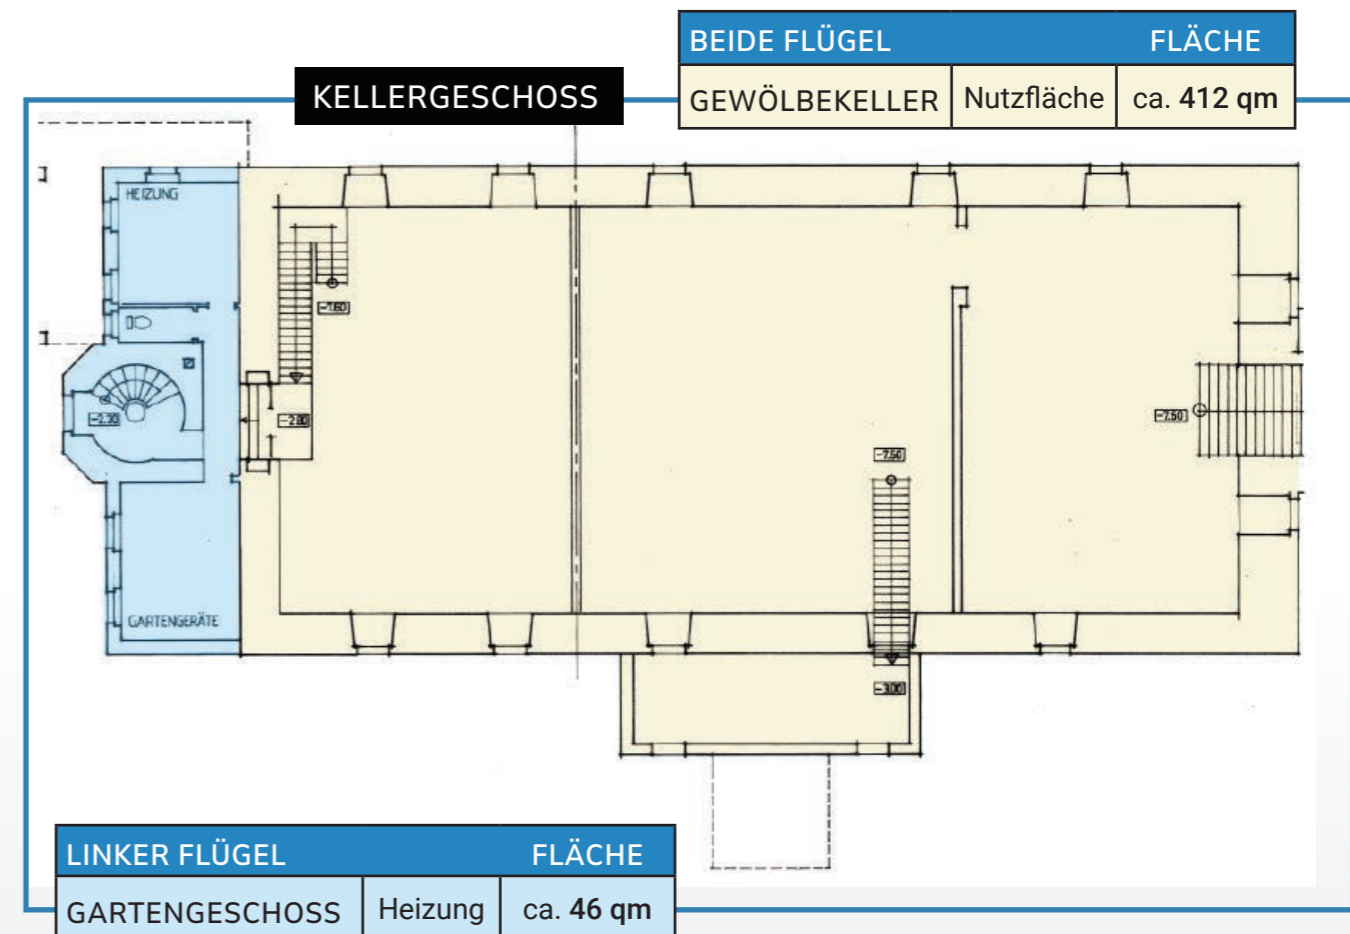 BEIDE FLÜGEL FLÄCHE
GEWÖLBEKELLER Nutzfläche ca. 412 qm
KELLERGESCHOSS
HEIZUNG
-7.60
-2.30
-2.80
-7.50
-7.50
GARTENGERÄTE
-3.00
LINKER FLÜGEL FLÄCHE
GARTENGESCHOSS Heizung ca. 46 qm